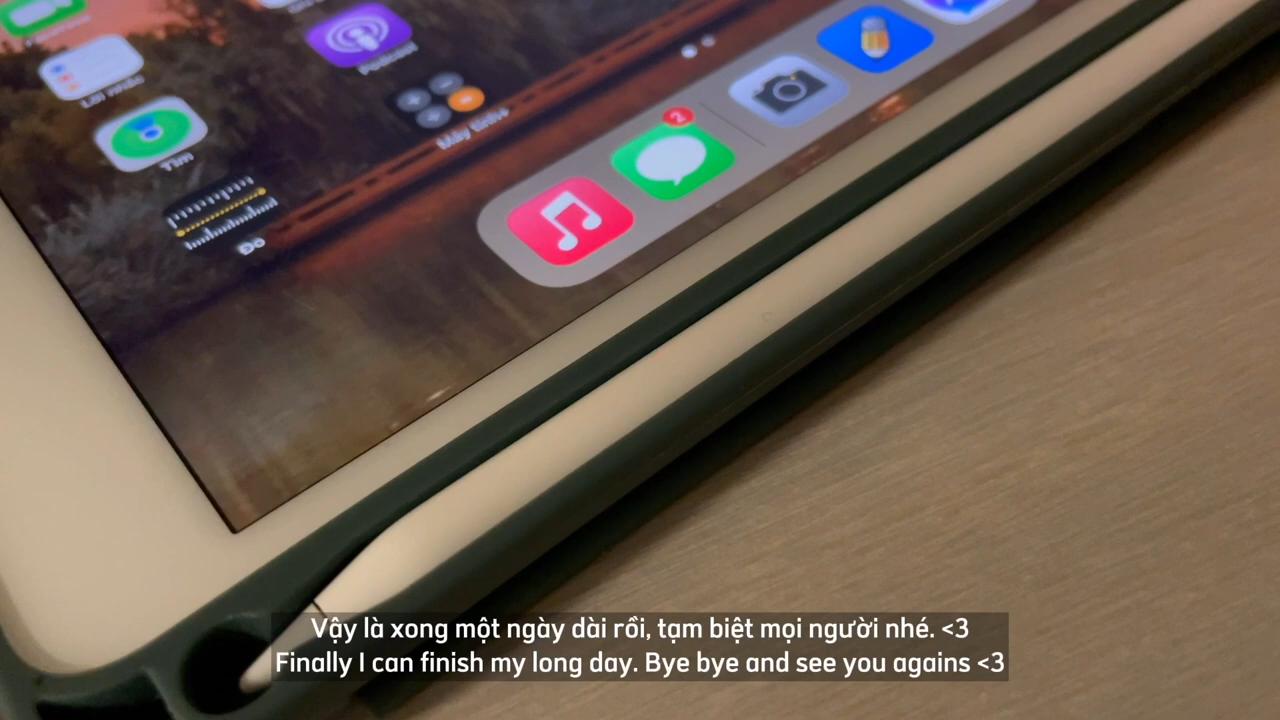 Podcast
Lời nhắc
Máy tính
Tìm
2
Đo
Vậy là xong một ngày dài rồi, tạm biệt mọi người nhé. <3
Finally I can finish my long day. Bye bye and see you agains <3